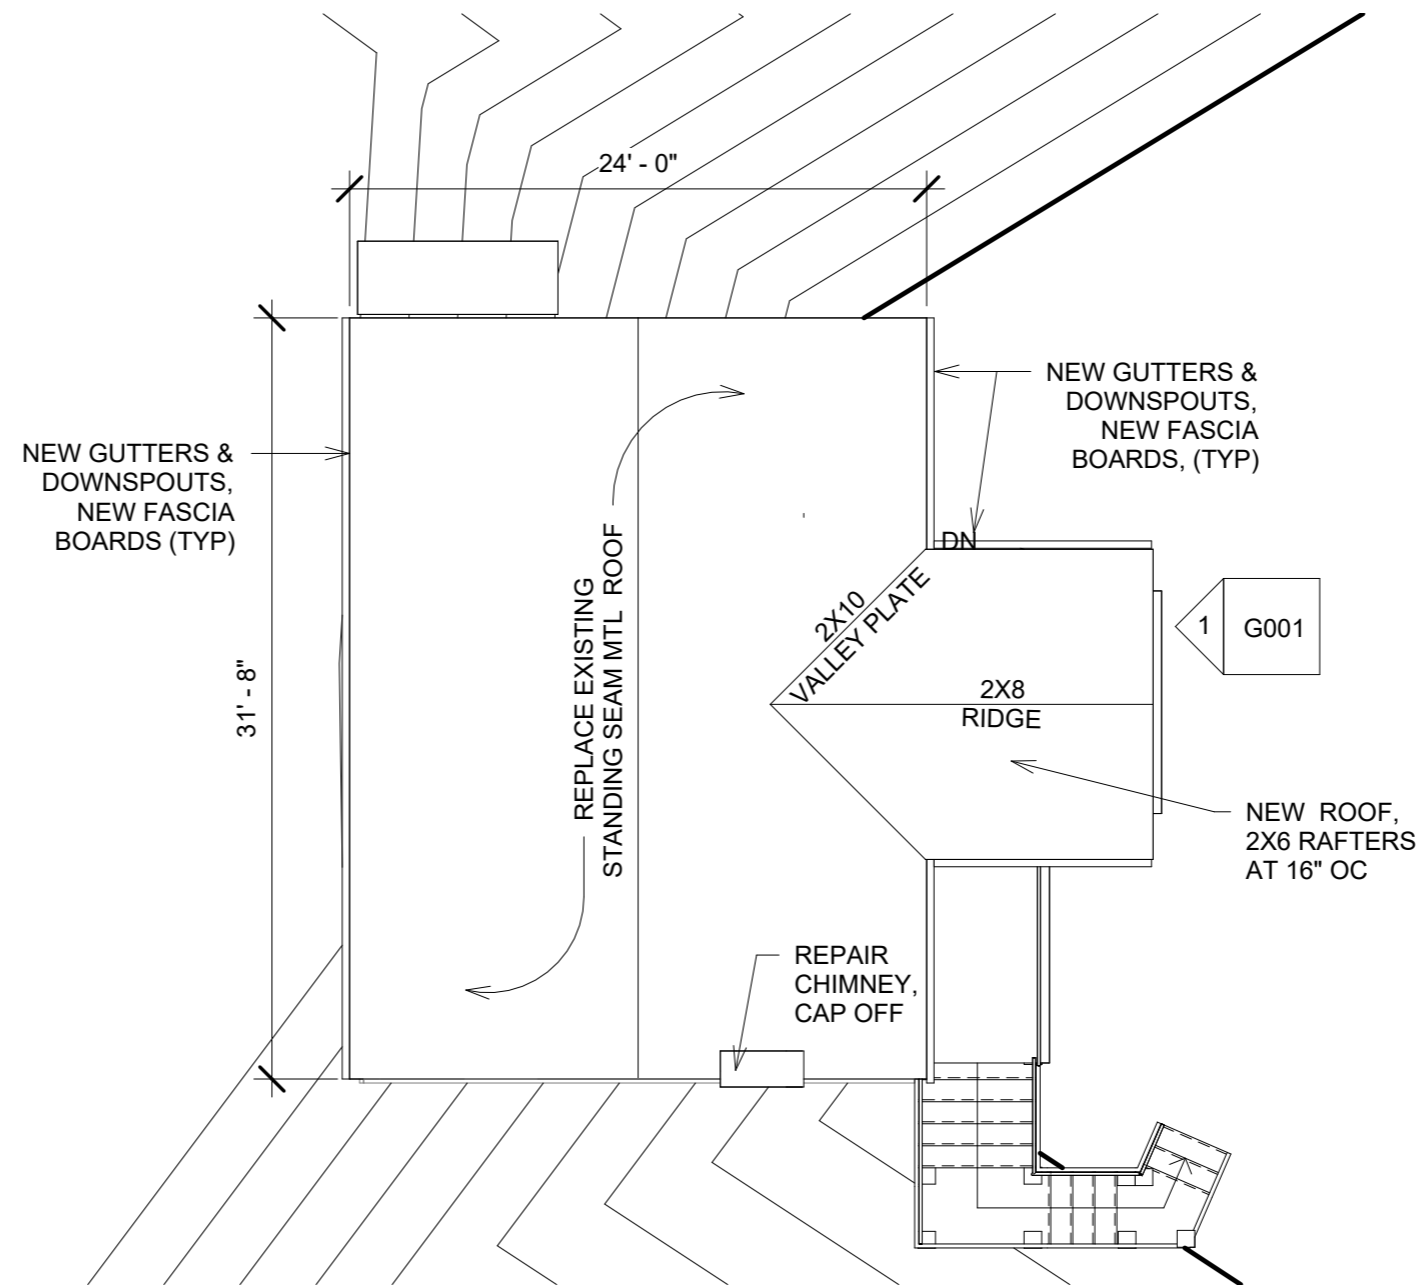 24' - 0"
NEW GUTTERS &
DOWNSPOUTS,
NEW FASCIA
BOARDS, (TYP)
NEW GUTTERS &
DOWNSPOUTS,
NEW FASCIA
BOARDS (TYP)
DN
2X10
VALLEY PLATE
1
G001
REPLACE EXISTING
STANDING SEAM MTL ROOF
31' - 8"
2X8
RIDGE
NEW ROOF,
2X6 RAFTERS
AT 16" OC
REPAIR
CHIMNEY,
CAP OFF